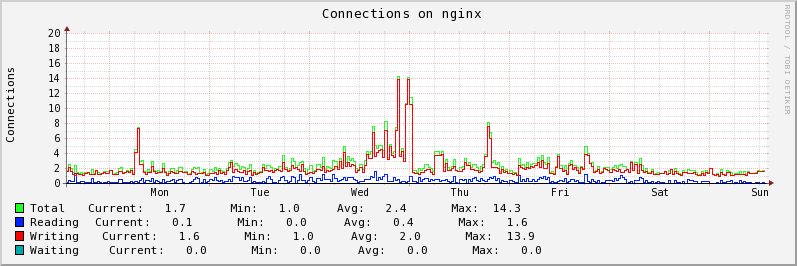 Connections on nginx
RRDTOOL / TOBI OETIKER
Connections
20
18
16
14
12
10
8
6
4
2
0
Mon Tue Wed Thu Fri Sat Sun
Total Current: 1.7 Min: 1.0 Avg: 2.4 Max: 14.3
Reading Current: 0.1 Min: 0.0 Avg: 0.4 Max: 1.6
Writing Current: 1.6 Min: 1.0 Avg: 2.0 Max: 13.9
Waiting Current: 0.0 Min: 0.0 Avg: 0.0 Max: 0.0